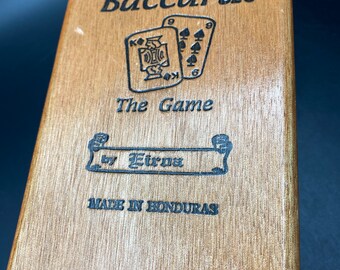 Baccarat
The Game
by Eiroa
MADE IN HONDURAS